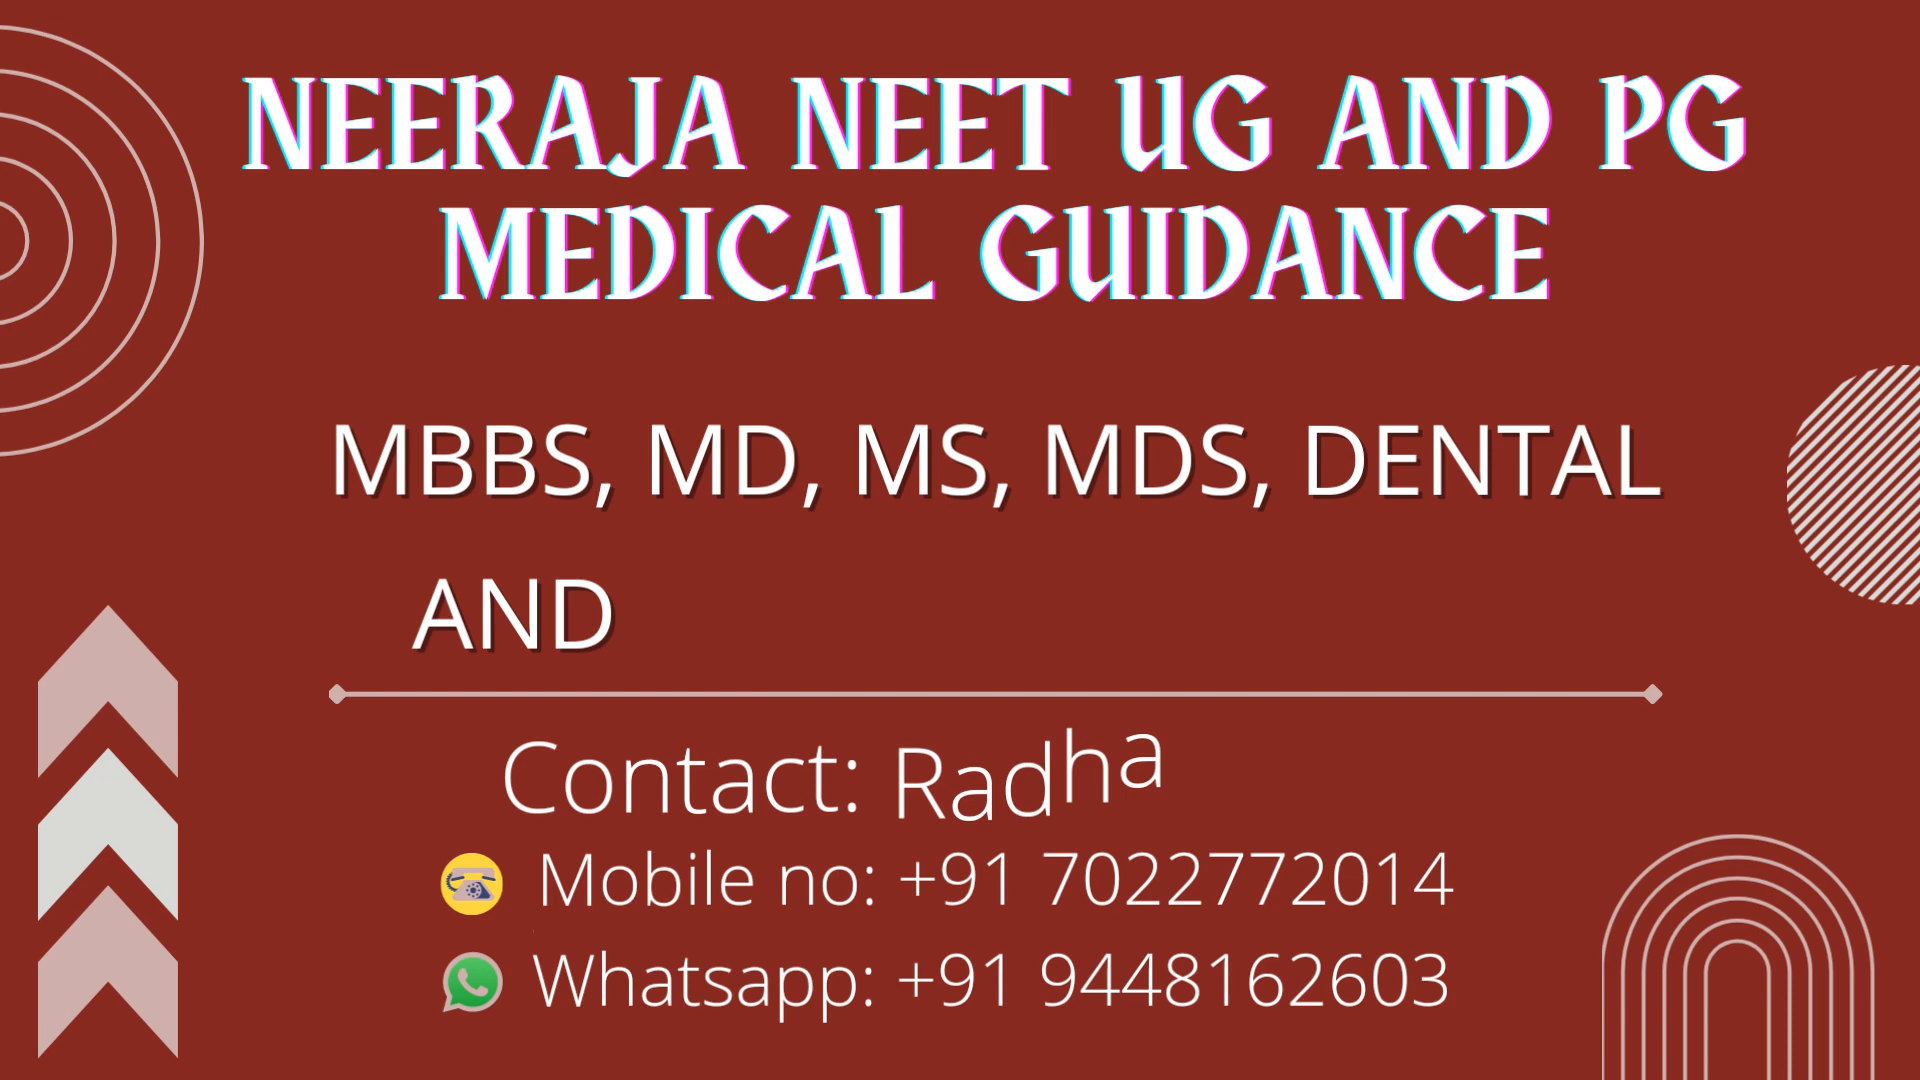 NEERAJA NEET UG AND PG
MEDICAL GUIDANCE
MBBS, MD, MS, MDS, DENTAL
AND
Contact: Radha
Mobile no: +91 7022772014
Whatsapp: +91 9448162603